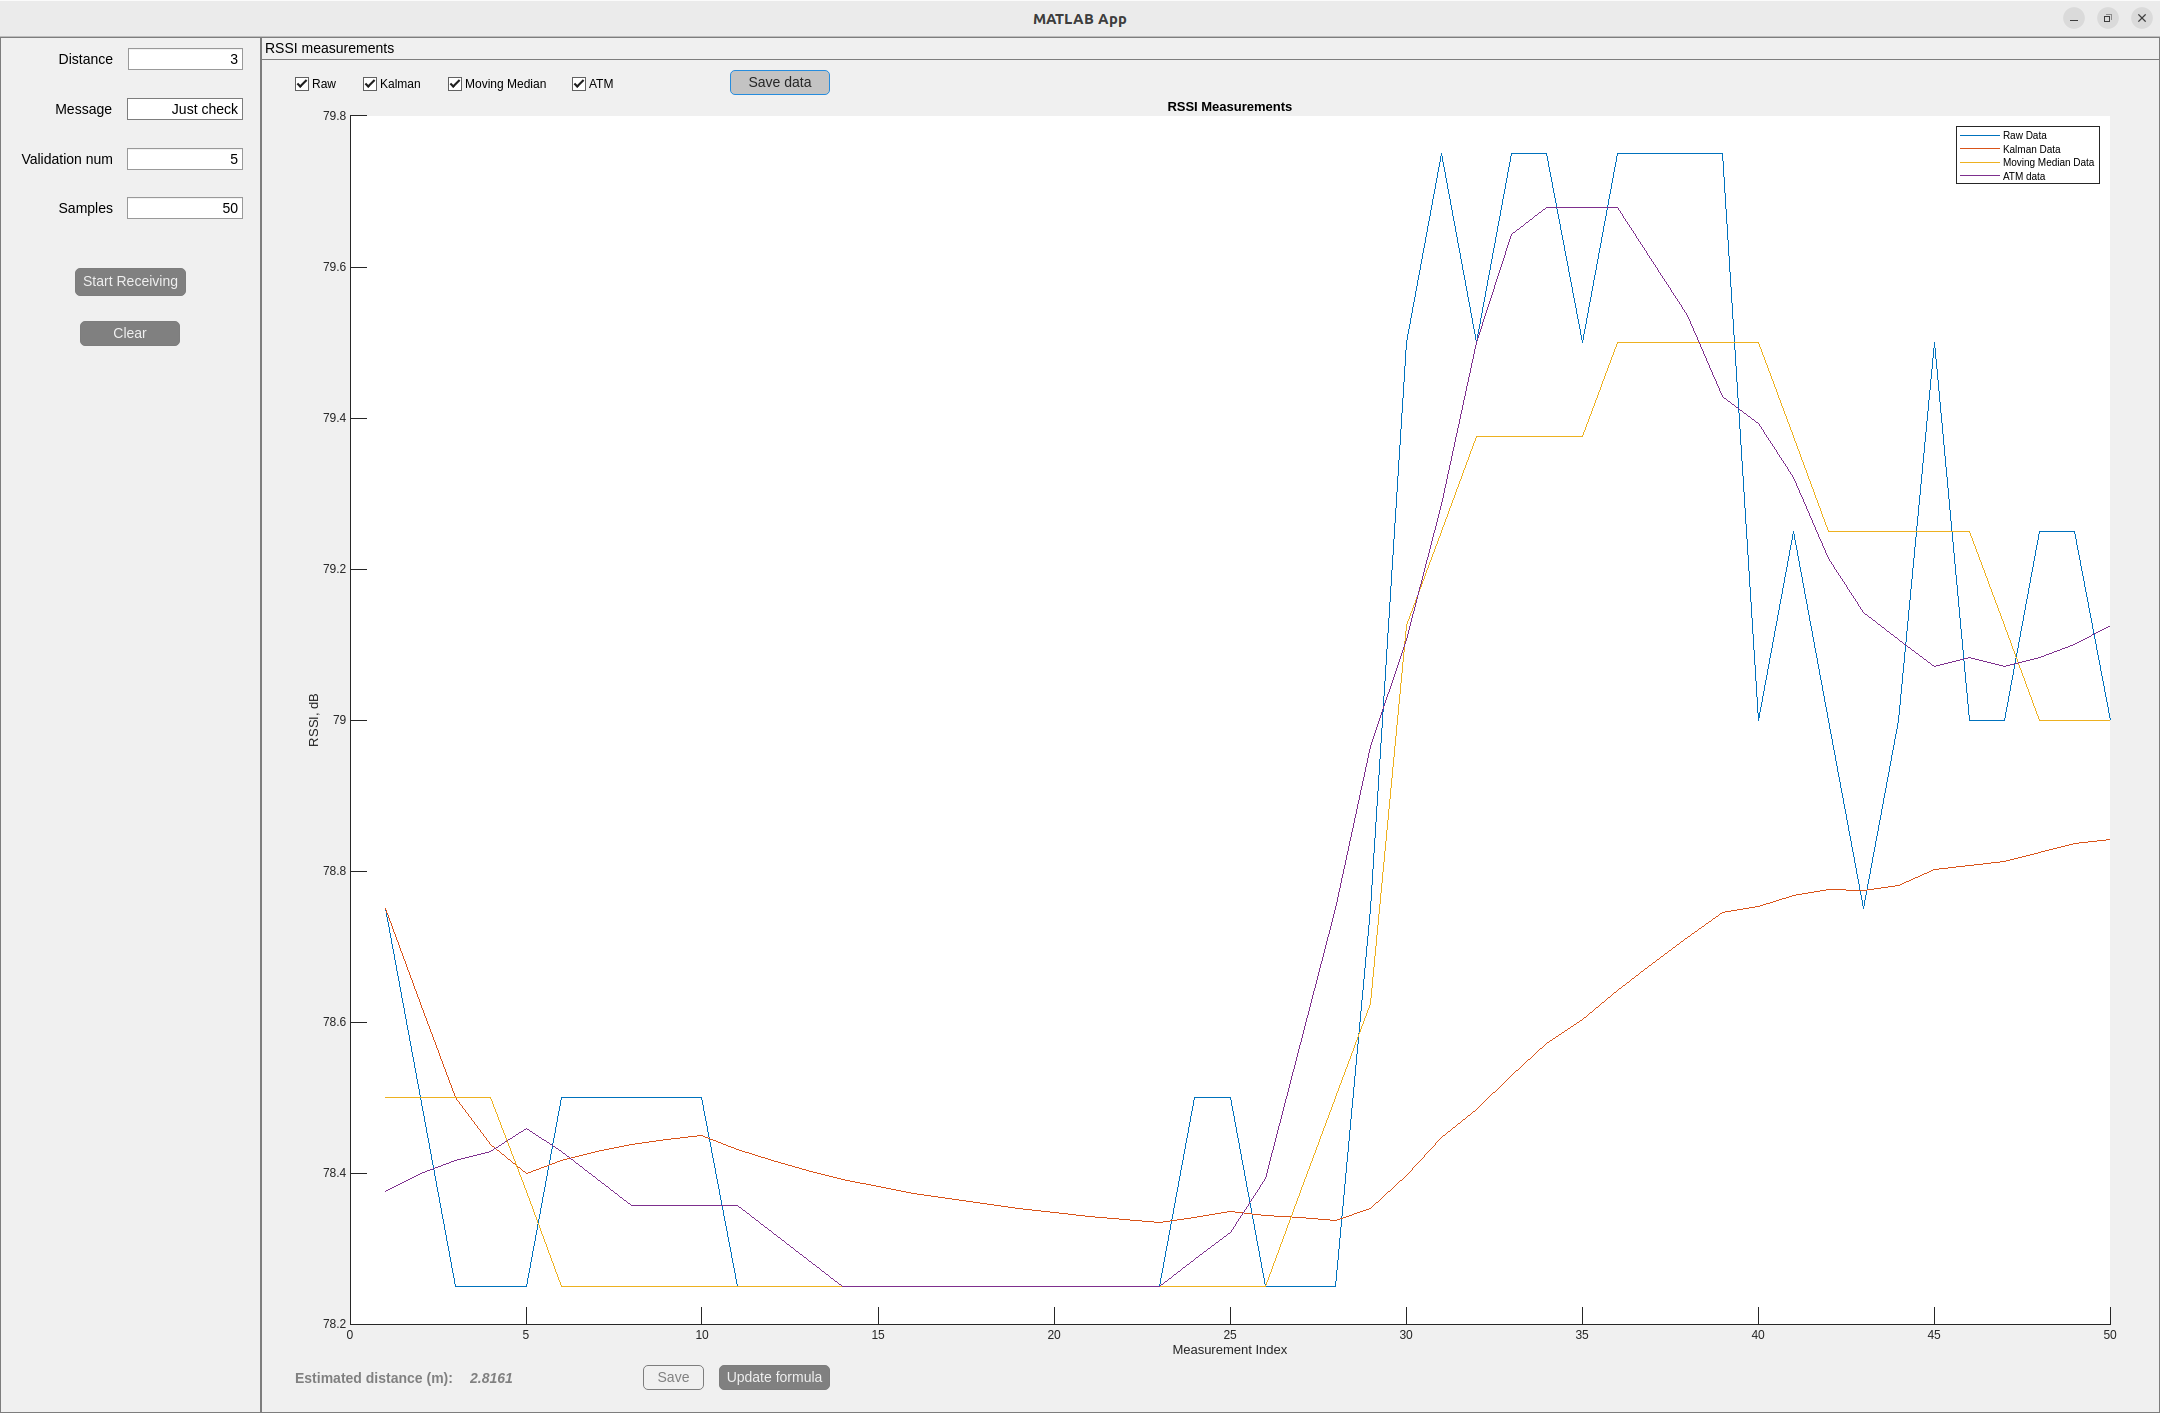 MATLAB App
Distance 3
Message Just check
Validation num 5
Samples 50
Start Receiving
Clear
RSSI measurements
Raw Kalman Moving Median ATM Save data
RSSI Measurements
Raw Data
Kalman Data
Moving Median Data
ATM data
79.8
79.6
79.4
79.2
79
78.8
78.6
78.4
78.2
RSSI, dB
0 5 10 15 20 25 30 35 40 45 50
Measurement Index
Estimated distance (m): 2.8161 Save Update formula